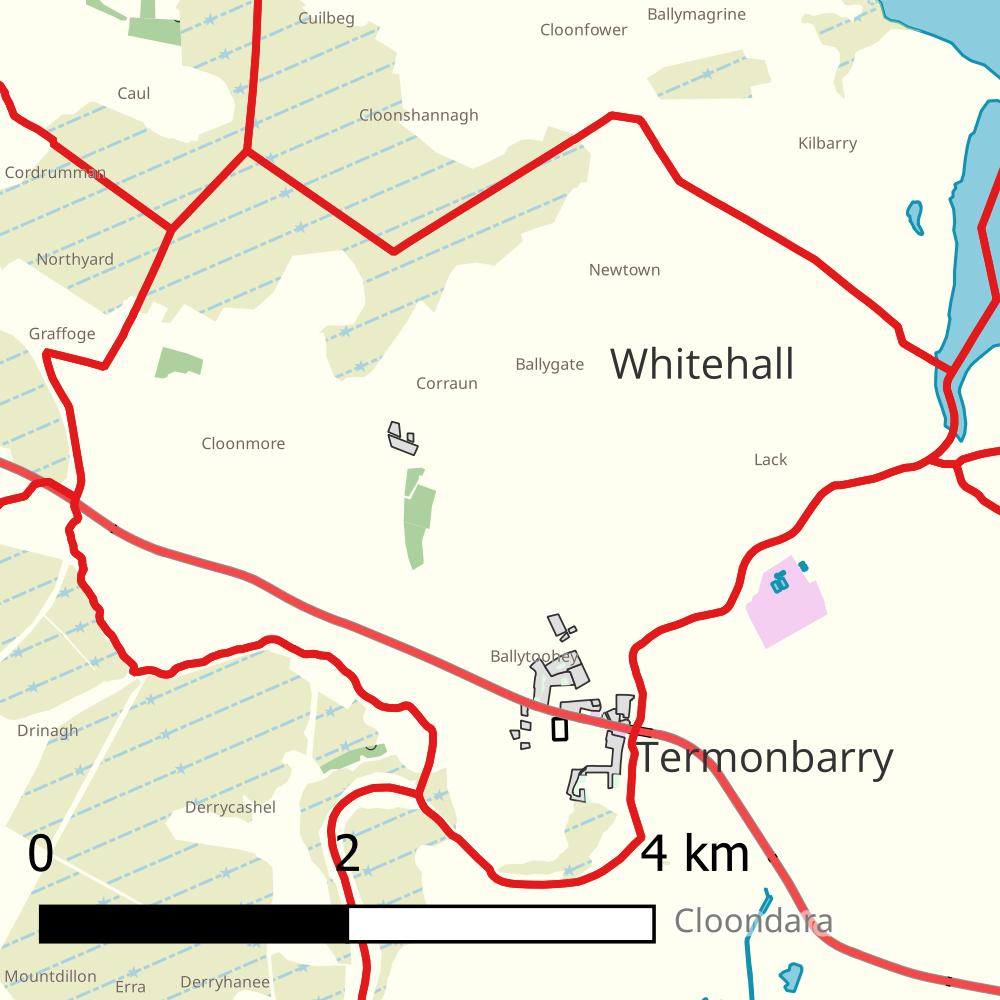 Cuilbeg
Ballymagrine
Cloonfower
Caul
Cloonshannagh
Kilbarry
Cordrumman
Northyard
Newtown
Graffoge
Ballygate
Whitehall
Corraun
Cloonmore
Lack
Ballytoohey
Drinagh
Termonbarry
Derrycashel
0 2 4 km
Cloondara
Mountdillon
Erra
Derryhanee